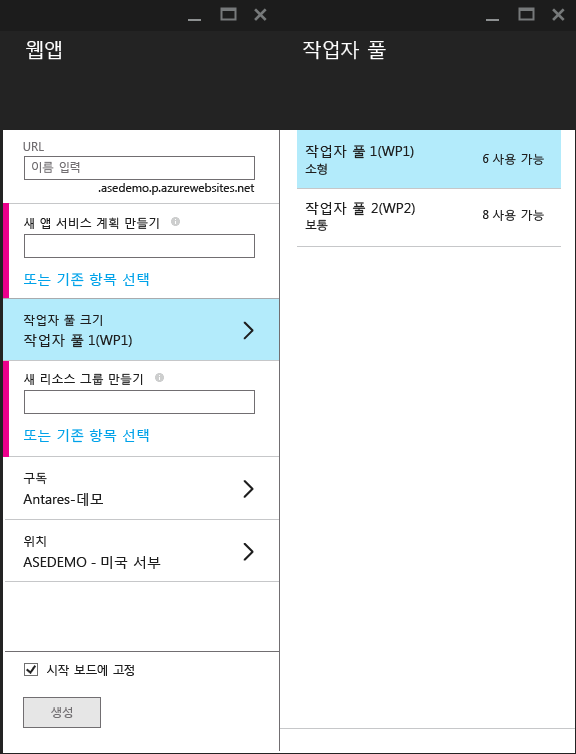 웹앱
URL
이름 입력
.asedemo.p.azurewebsites.net
새 앱 서비스 계획 만들기
또는 기존 항목 선택
작업자 풀 크기
작업자 풀 1(WP1)
새 리소스 그룹 만들기
또는 기존 항목 선택
구독
Antares-데모
위치
ASEDEMO - 미국 서부
시작 보드에 고정
생성
작업자 풀
작업자 풀 1(WP1)
소형
6 사용 가능
작업자 풀 2(WP2)
보통
8 사용 가능